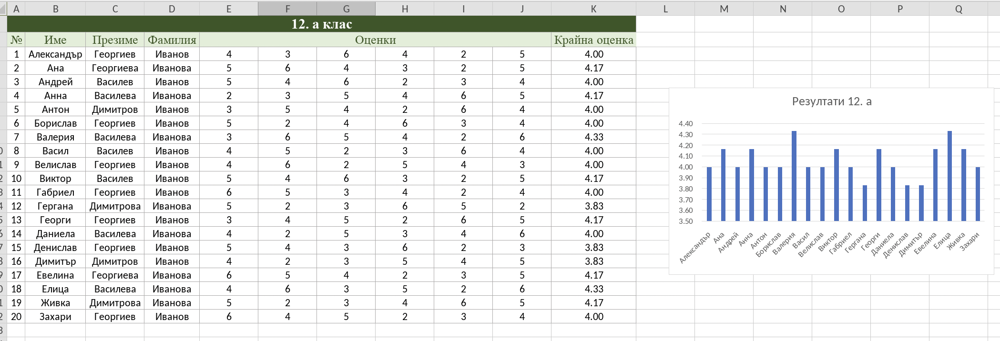 A B C D E F G H I J K L M N O P Q
12. а клас
№ Име Презиме Фамилия Оценки Крайна оценка
1 Александър Георгиев Иванов 4 3 6 4 2 5 4.00
2 Ана Георгиева Иванова 5 6 4 3 2 5 4.17
3 Андрей Василев Иванов 5 4 6 2 3 4 4.00
4 Анна Василева Иванова 2 3 5 4 6 5 4.17
5 Антон Димитров Иванов 3 5 4 2 6 4 4.00
6 Борислав Георгиев Иванов 5 2 4 6 3 4 4.00
7 Валерия Василева Иванова 3 6 5 4 2 6 4.33
8 Васил Василев Иванов 4 5 2 3 6 4 4.00
9 Велислав Георгиев Иванов 4 6 2 5 4 3 4.00
10 Виктор Василев Иванов 5 4 6 3 2 5 4.17
11 Габриел Георгиев Иванов 6 5 3 4 2 4 4.00
12 Гергана Димитрова Иванова 5 2 3 6 5 2 3.83
13 Георги Георгиев Иванов 3 4 5 2 6 5 4.17
14 Даниела Василева Иванова 4 2 5 3 4 6 4.00
15 Денислав Георгиев Иванов 5 4 3 6 2 3 3.83
16 Димитър Димитров Иванов 4 2 3 5 4 5 3.83
17 Евелина Георгиева Иванова 6 5 4 2 3 5 4.17
18 Елица Василева Иванова 4 6 3 5 2 6 4.33
19 Живка Димитрова Иванова 5 2 3 4 6 5 4.17
20 Захари Георгиев Иванов 6 4 5 2 3 4 4.00
Резултати 12. а
4.40
4.30
4.20
4.10
4.00
3.90
3.80
3.70
3.60
3.50
Александър Ана Андрей Анна Антон Борислав Валерия Васил Велислав Виктор Габриел Гергана Георги Даниела Денислав Димитър Евелина Елица Живка Захари